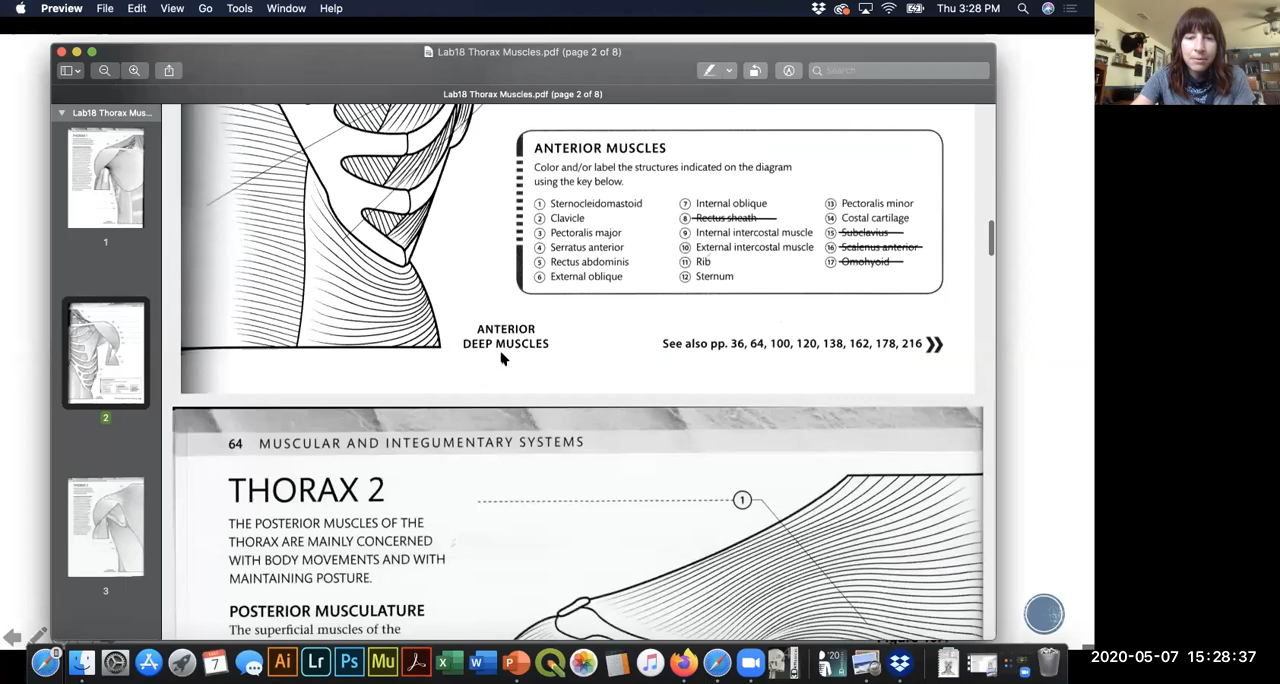 Preview File Edit View Go Tools Window Help Thu 3:28 PM
Lab18 Thorax Muscles.pdf (page 2 of 8)
Search
Lab18 Thorax Muscles.pdf (page 2 of 8)
Lab18 Thorax Mus...
1
2
3
ANTERIOR MUSCLES
Color and/or label the structures indicated on the diagram
using the key below.
1 Sternocleidomastoid 7 Internal oblique 13 Pectoralis minor
2 Clavicle 8 Rectus sheath 14 Costal cartilage
3 Pectoralis major 9 Internal intercostal muscle 15 Subclavius
4 Serratus anterior 10 External intercostal muscle 16 Scalenus anterior
5 Rectus abdominis 11 Rib 17 Omohyoid
6 External oblique 12 Sternum
ANTERIOR
DEEP MUSCLES
See also pp. 36, 64, 100, 120, 138, 162, 178, 216
64 MUSCULAR AND INTEGUMENTARY SYSTEMS
THORAX 2
1
THE POSTERIOR MUSCLES OF THE
THORAX ARE MAINLY CONCERNED
WITH BODY MOVEMENTS AND WITH
MAINTAINING POSTURE.
POSTERIOR MUSCULATURE
The superficial muscles of the
7
Ai Lr Ps Mu
2020-05-07 15:28:37